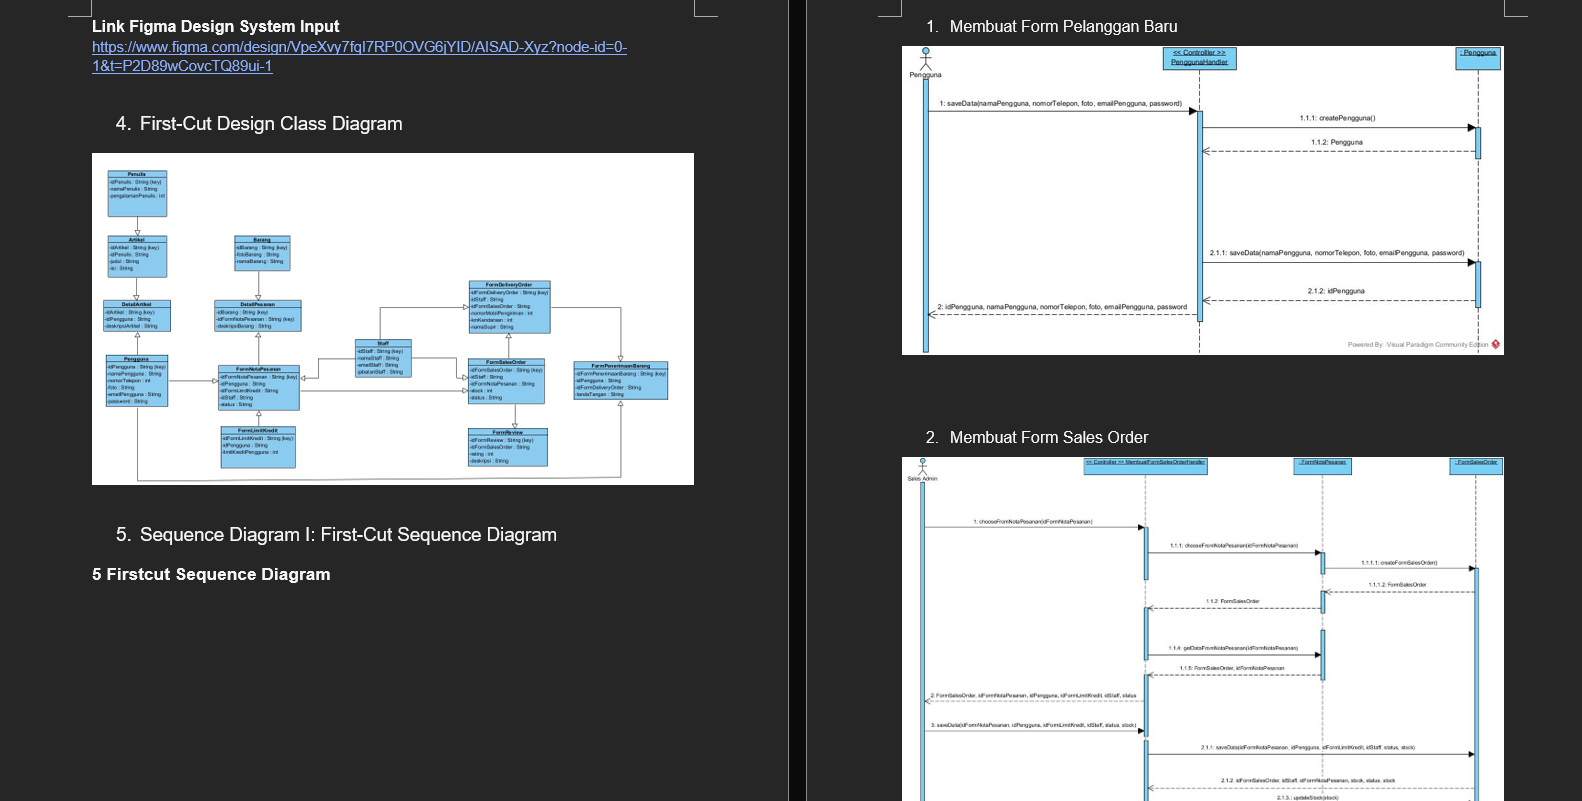 Link Figma Design System Input
https://www.figma.com/design/VpeXvy7fqI7RP0OVG6jYID/AISAD-Xyz?node-id=0-
1&t=P2D89wCovcTQ89ui-1
4. First-Cut Design Class Diagram
Penulis
-idPenulis : String (key)
-namaPenulis : String
-pengalamanPenulis : int
Artikel
-idArtikel : String (key)
-idPenulis : String
-judul : String
-isi : String
Barang
-idBarang : String (key)
-fotoBarang : String
-namaBarang : String
DetailArtikel
-idArtikel : String (key)
-idPengguna : String
-deskripsiArtikel : String
DetailPesanan
-idBarang : String (key)
-idFormNotaPesanan : String (key)
-deskripsiBarang : String
FormDeliveryOrder
-idFormDeliveryOrder : String (key)
-idStaff : String
-idFormSalesOrder : String
-nomorMobilPengiriman : int
-kmKendaraan : int
-namaSupir : String
Staff
-idStaff : String (key)
-namaStaff : String
-emailStaff : String
-jabatanStaff : String
Pengguna
-idPengguna : String (key)
-namaPengguna : String
-nomorTelepon : int
-foto : String
-emailPengguna : String
-password : String
FormNotaPesanan
-idFormNotaPesanan : String (key)
-idPengguna : String
-idFormLimitKredit : String
-idStaff : String
-status : String
FormSalesOrder
-idFormSalesOrder : String (key)
-idStaff : String
-idFormNotaPesanan : String
-stock : int
-status : String
FormPenerimaanBarang
-idFormPenerimaanBarang : String (key)
-idPengguna : String
-idFormDeliveryOrder : String
-tandaTangan : String
FormLimitKredit
-idFormLimitKredit : String (key)
-idPengguna : String
-limitKreditPengguna : int
FormReview
-idFormReview : String (key)
-idFormSalesOrder : String
-rating : int
-deskripsi : String
5. Sequence Diagram I: First-Cut Sequence Diagram
5 Firstcut Sequence Diagram
1. Membuat Form Pelanggan Baru
Pengguna
<< Controller >>
PenggunaHandler
: Pengguna
1: saveData(namaPengguna, nomorTelepon, foto, emailPengguna, password)
1.1.1: createPengguna()
1.1.2: Pengguna
2.1.1: saveData(namaPengguna, nomorTelepon, foto, emailPengguna, password)
2.1.2: idPengguna
2: idPengguna, namaPengguna, nomorTelepon, foto, emailPengguna, password
Powered By: Visual Paradigm Community Edition
2. Membuat Form Sales Order
Sales Admin
<< Controller >> MembuatFormSalesOrderHandler
: FormNotaPesanan
: FormSalesOrder
1: chooseFromNotaPesanan(idFormNotaPesanan)
1.1.1: chooseFromNotaPesanan(idFormNotaPesanan)
1.1.1.1: createFormSalesOrder()
1.1.1.2: FormSalesOrder
1.1.2: FormSalesOrder
1.1.4: getDataFromNotaPesanan(idFormNotaPesanan)
1.1.5: FormSalesOrder, idFormNotaPesanan
2: FormSalesOrder, idFormNotaPesanan, idPengguna, idFormLimitKredit, idStaff, status
3: saveData(idFormNotaPesanan, idPengguna, idFormLimitKredit, idStaff, status, stock)
2.1.1: saveData(idFormNotaPesanan, idPengguna, idFormLimitKredit, idStaff, status, stock)
2.1.2: idFormSalesOrder, idStaff, idFormNotaPesanan, stock, status, stock
2.1.3.: updateStock(stock)